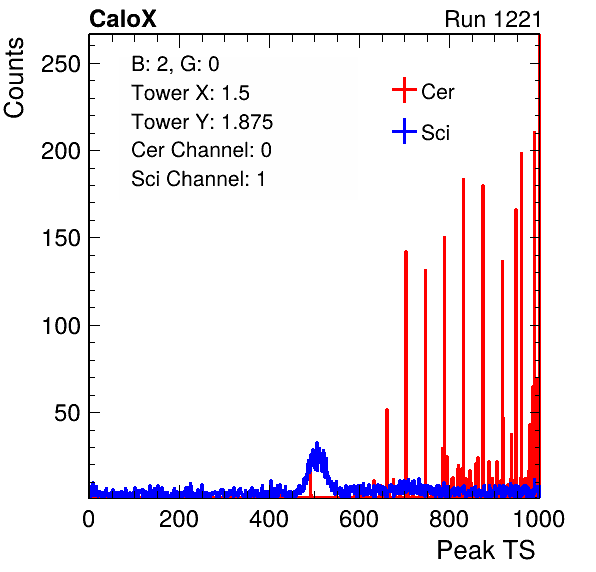 CaloX Run 1221
Counts
B: 2, G: 0
Tower X: 1.5
Tower Y: 1.875
Cer Channel: 0
Sci Channel: 1
Cer
Sci
250
200
150
100
50
0 200 400 600 800 1000
Peak TS